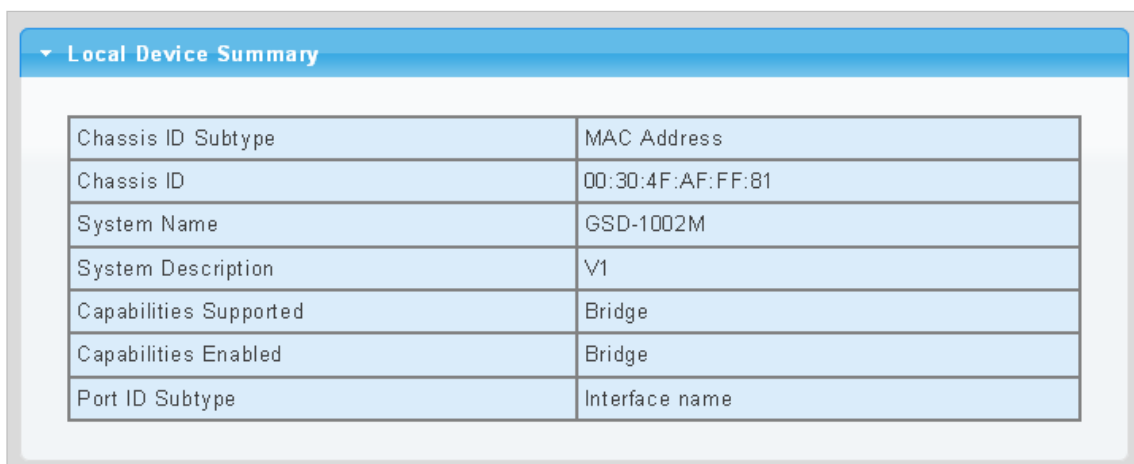 Local Device Summary
Chassis ID Subtype MAC Address
Chassis ID 00:30:4F:AF:FF:81
System Name GSD-1002M
System Description V1
Capabilities Supported Bridge
Capabilities Enabled Bridge
Port ID Subtype Interface name